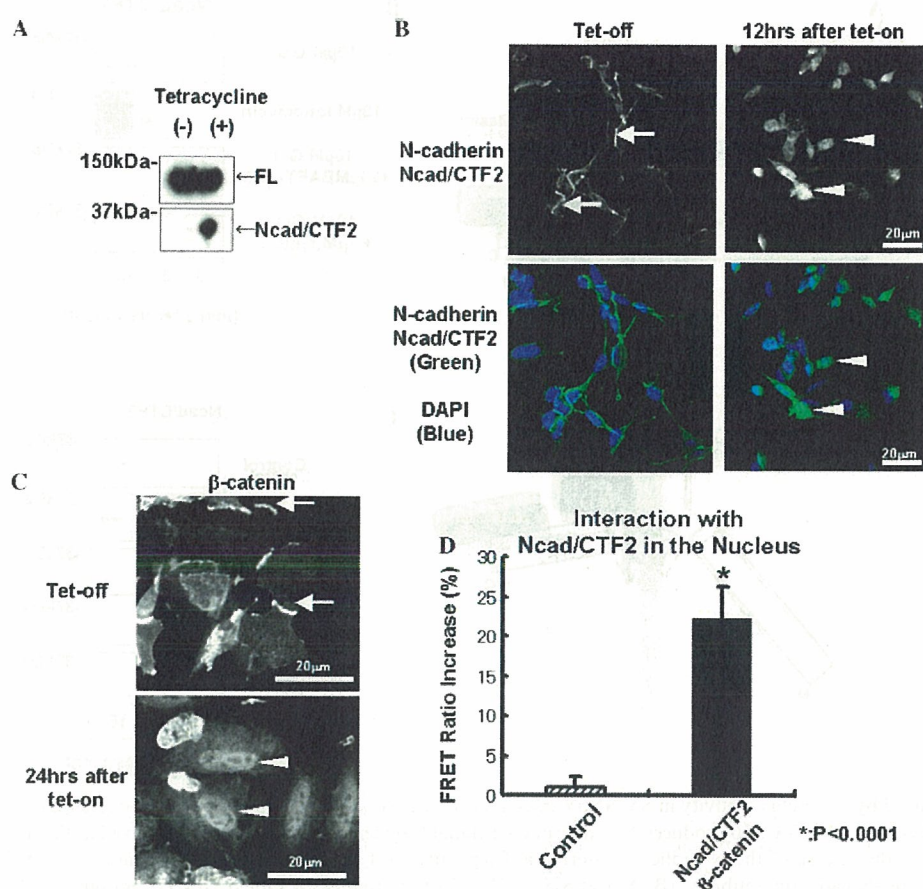 A
Tetracycline
(-) (+)
150kDa-
←FL
37kDa-
←Ncad/CTF2
B
Tet-off
12hrs after tet-on
N-cadherin
Ncad/CTF2
20μm
N-cadherin
Ncad/CTF2
(Green)
DAPI
(Blue)
20μm
C
β-catenin
Tet-off
20μm
24hrs after
tet-on
20μm
D
Interaction with
Ncad/CTF2 in the Nucleus
FRET Ratio Increase (%)
30
25
20
15
10
5
0
*
Control
Ncad/CTF2
β-catenin
*:P<0.0001